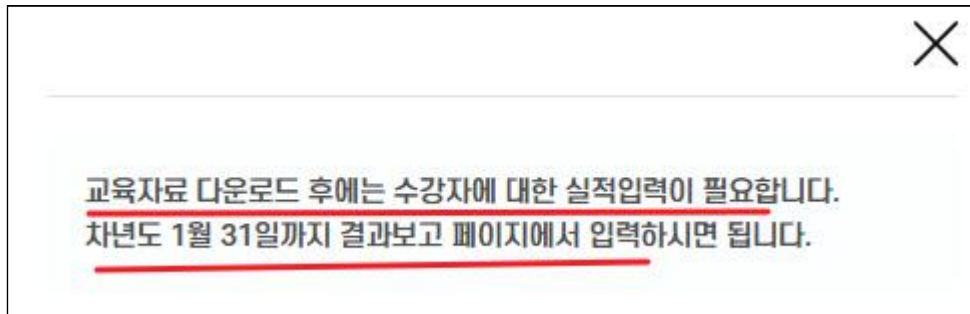 교육자료 다운로드 후에는 수강자에 대한 실적입력이 필요합니다.
차년도 1월 31일까지 결과보고 페이지에서 입력하시면 됩니다.